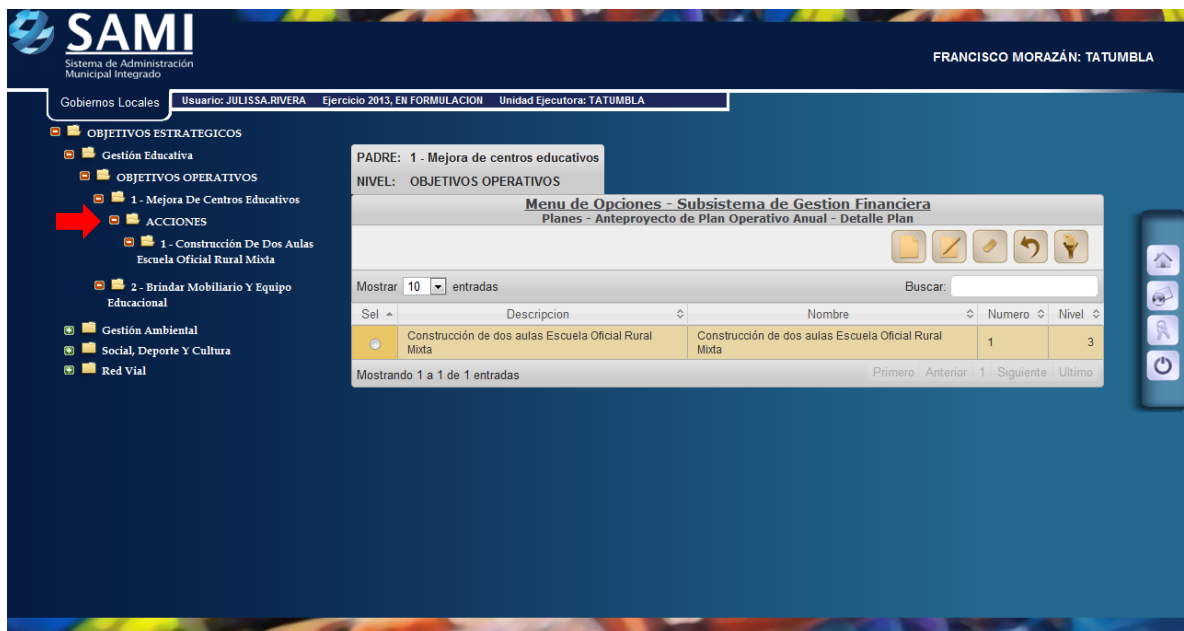 SAMI
Sistema de Administración
Municipal Integrado
FRANCISCO MORAZÁN: TATUMBLA
Gobiernos Locales
Usuario: JULISSA.RIVERA Ejercicio 2013, EN FORMULACION Unidad Ejecutora: TATUMBLA
OBJETIVOS ESTRATEGICOS
Gestión Educativa
OBJETIVOS OPERATIVOS
1 - Mejora De Centros Educativos
ACCIONES
1 - Construcción De Dos Aulas
Escuela Oficial Rural Mixta
2 - Brindar Mobiliario Y Equipo
Educacional
Gestión Ambiental
Social, Deporte Y Cultura
Red Vial
PADRE: 1 - Mejora de centros educativos
NIVEL: OBJETIVOS OPERATIVOS
Menu de Opciones - Subsistema de Gestion Financiera
Planes - Anteproyecto de Plan Operativo Anual - Detalle Plan
Mostrar 10 entradas Buscar:
Sel Descripcion Nombre Numero Nivel
Construcción de dos aulas Escuela Oficial Rural
Mixta
Construcción de dos aulas Escuela Oficial Rural
Mixta
1 3
Mostrando 1 a 1 de 1 entradas Primero Anterior 1 Siguiente Ultimo